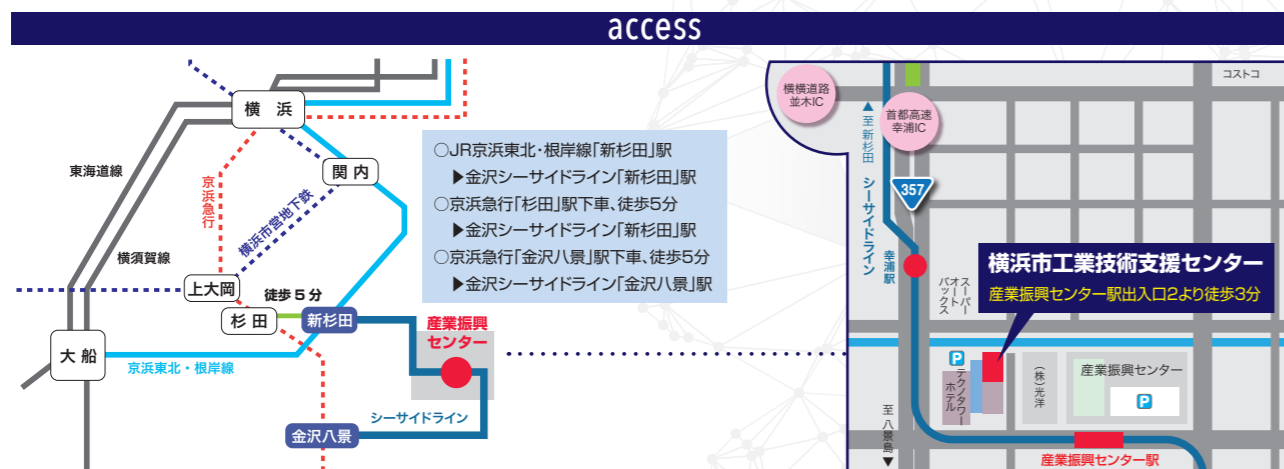 access
横浜
関内
東海道線
京浜急行
横浜市営地下鉄
横須賀線
上大岡
徒歩5分
杉田
新杉田
産業振興
センター
大船
京浜東北・根岸線
シーサイドライン
金沢八景
○JR京浜東北・根岸線「新杉田」駅
▶金沢シーサイドライン「新杉田」駅
○京浜急行「杉田」駅下車、徒歩5分
▶金沢シーサイドライン「新杉田」駅
○京浜急行「金沢八景」駅下車、徒歩5分
▶金沢シーサイドライン「金沢八景」駅
横横道路
並木IC
▲至新杉田
シーサイドライン
首都高速
幸浦IC
コストコ
357
幸浦駅
スーパー
オート
バックス
横浜市工業技術支援センター
産業振興センター駅出入口2より徒歩3分
P
テクノタワー
ホテル
(株)光洋
産業振興センター
P
至八景島▼
産業振興センター駅